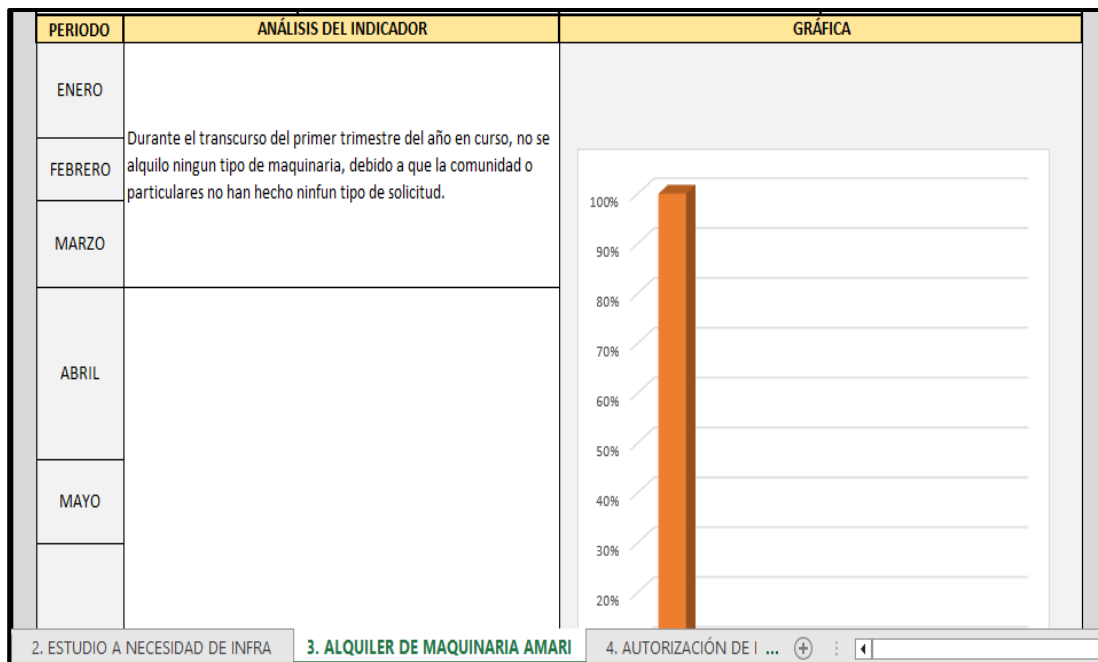 PERIODO
ANÁLISIS DEL INDICADOR
GRÁFICA
ENERO
FEBRERO
MARZO
Durante el transcurso del primer trimestre del año en curso, no se
alquilo ningun tipo de maquinaria, debido a que la comunidad o
particulares no han hecho ninfun tipo de solicitud.
ABRIL
MAYO
100%
90%
80%
70%
60%
50%
40%
30%
20%
2. ESTUDIO A NECESIDAD DE INFRA
3. ALQUILER DE MAQUINARIA AMARI
4. AUTORIZACIÓN DE I ...